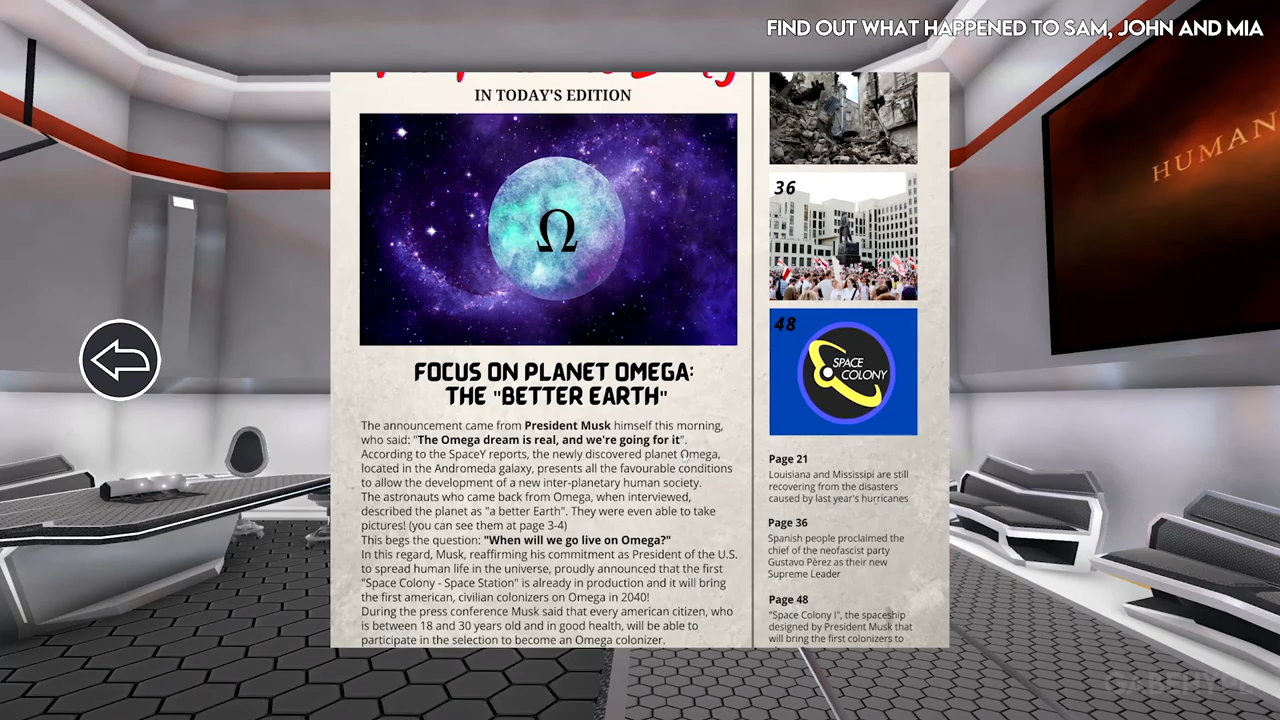 FIND OUT WHAT HAPPENED TO SAM, JOHN AND MIA
IN TODAY'S EDITION
Ω
FOCUS ON PLANET OMEGA:
THE "BETTER EARTH"
The announcement came from President Musk himself this morning,
who said: "The Omega dream is real, and we're going for it".
According to the SpaceY reports, the newly discovered planet Omega,
located in the Andromeda galaxy, presents all the favourable conditions
to allow the development of a new inter-planetary human society.
The astronauts who came back from Omega, when interviewed,
described the planet as "a better Earth". They were even able to take
pictures! (you can see them at page 3-4)
This begs the question: "When will we go live on Omega?"
In this regard, Musk, reaffirming his commitment as President of the U.S.
to spread human life in the universe, proudly announced that the first
"Space Colony - Space Station" is already in production and it will bring
the first american, civilian colonizers on Omega in 2040!
During the press conference Musk said that every american citizen, who
is between 18 and 30 years old and in good health, will be able to
participate in the selection to become an Omega colonizer.
36
48
SPACE
COLONY
Page 21
Louisiana and Missisipi are still
recovering from the disasters
caused by last year's hurricanes
Page 36
Spanish people proclaimed the
chief of the neofascist party
Gustavo Pèrez as their new
Supreme Leader
Page 48
"Space Colony I", the spaceship
designed by President Musk that
will bring the first colonizers to
HUMAN